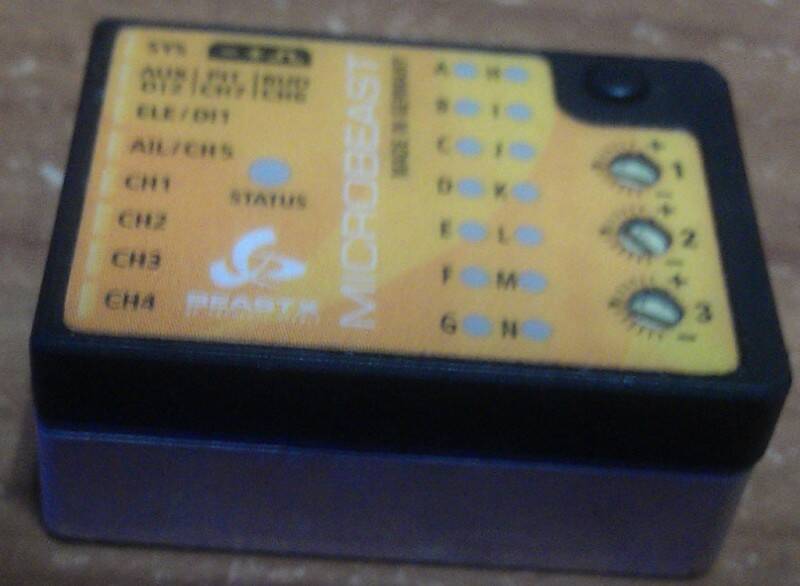 SYS
AUX | PIT | RUD
DI2 | CH7 | CH6
ELE / DI1
AIL / CH5
CH1
CH2
CH3
CH4
STATUS
BEASTX
MICROBEAST
MADE IN GERMANY
A H
B I
C J
D K
E L
F M
G N
+
1
-
+
2
-
+
3
-